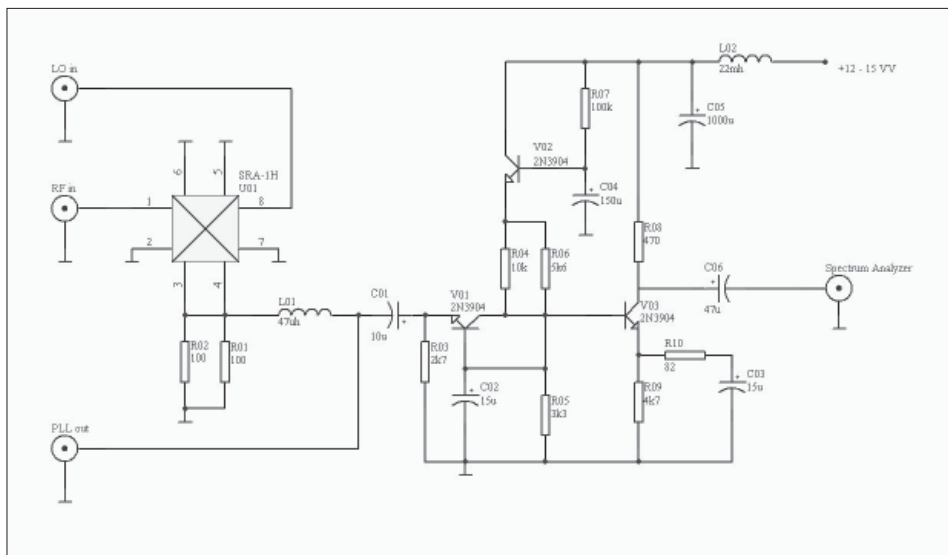 LO in
L02
22mh
+12 - 15 VV
R07
100k
C05
1000u
V02
2N3904
6
5
SRA-1H
U01
RF in
1
8
C04
150u
2
7
R04
10k
R06
5k6
R08
470
C06
47u
Spectrum Analyzer
3
4
L01
47uh
C01
10u
V01
2N3904
V03
2N3904
R02
100
R01
100
R03
2k7
R10
82
C02
15u
C03
15u
R05
3k3
R09
4k7
PLL out